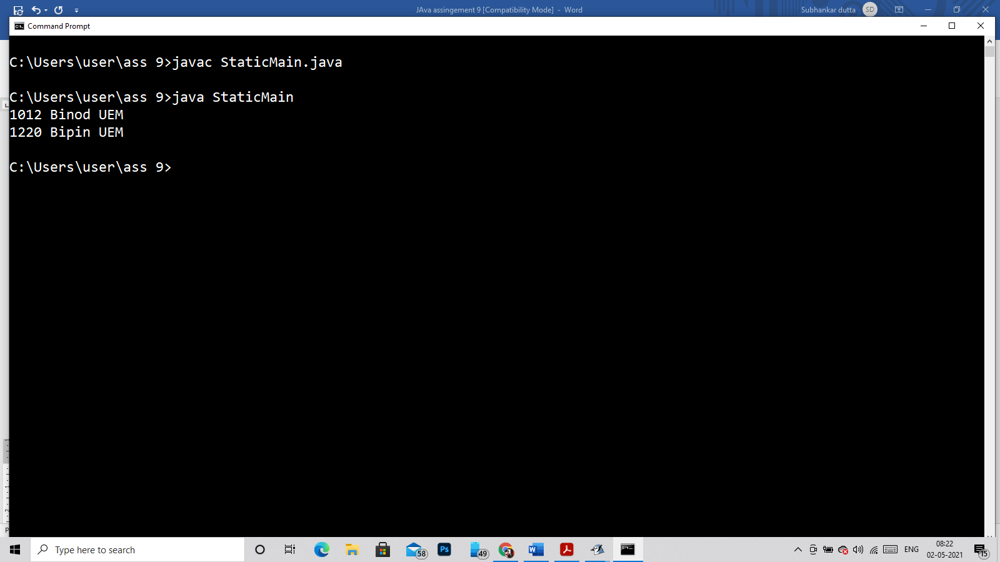 JAva assingement 9 [Compatibility Mode] - Word
Subhankar dutta SD
Command Prompt
C:\Users\user\ass 9>javac StaticMain.java
C:\Users\user\ass 9>java StaticMain
1012 Binod UEM
1220 Bipin UEM
C:\Users\user\ass 9>
Type here to search
58
Ps
49
W
ENG
08:22
02-05-2021
15